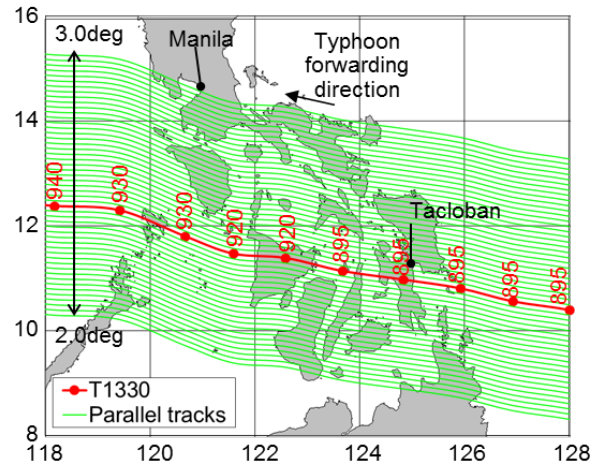 16
3.0deg
Manila
Typhoon
forwarding
direction
14
940
930
930
920
920
895
895
895
895
895
12
Tacloban
10
2.0deg
T1330
Parallel tracks
8
118
120
122
124
126
128